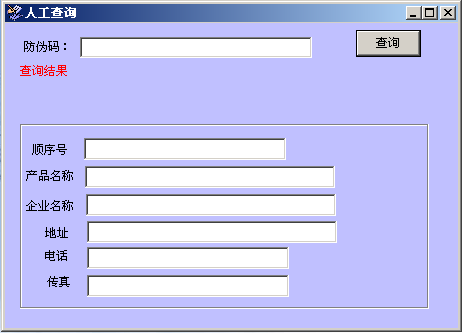 人工查询
防伪码： 查询
查询结果
顺序号
产品名称
企业名称
地址
电话
传真